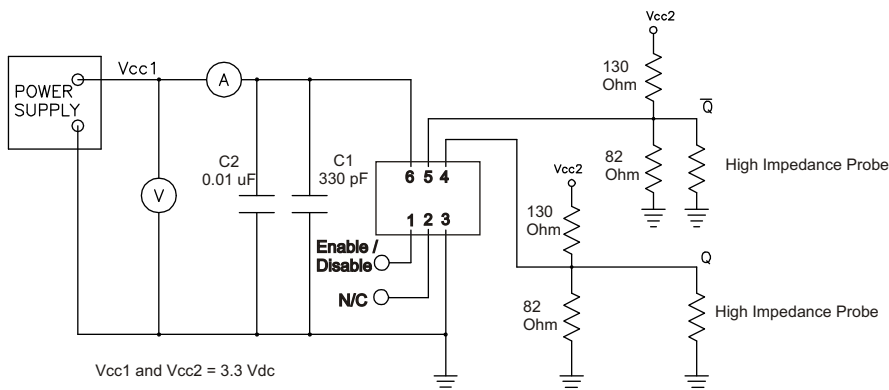 Vcc2
130
Ohm
Vcc1
A
POWER
SUPPLY
Q̅
C2
0.01 uF
C1
330 pF
82
Ohm
High Impedance Probe
Vcc2
6 5 4
V
130
Ohm
1 2 3
Enable /
Disable
Q
N/C
82
Ohm
High Impedance Probe
Vcc1 and Vcc2 = 3.3 Vdc